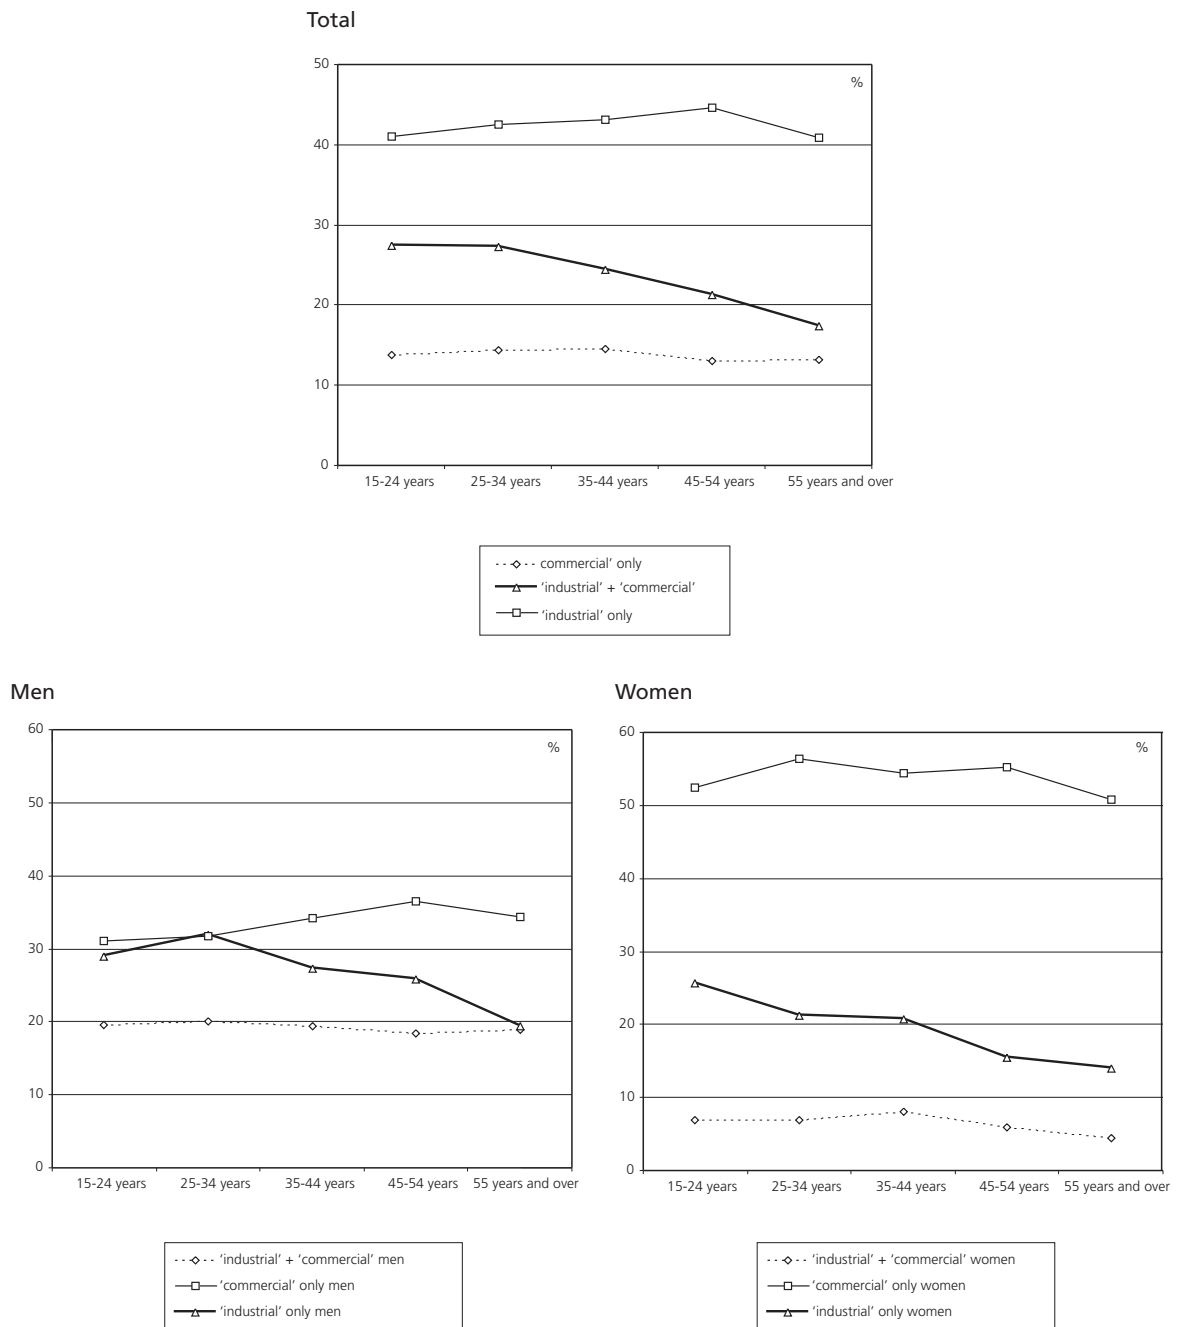 Total
50
%
40
30
20
10
0
15-24 years 25-34 years 35-44 years 45-54 years 55 years and over
commercial’ only
‘industrial’ + ‘commercial’
‘industrial’ only
Men
60
%
50
40
30
20
10
0
15-24 years 25-34 years 35-44 years 45-54 years 55 years and over
‘industrial’ + ‘commercial’ men
‘commercial’ only men
‘industrial’ only men
Women
60
%
50
40
30
20
10
0
15-24 years 25-34 years 35-44 years 45-54 years 55 years and over
‘industrial’ + ‘commercial’ women
‘commercial’ only women
‘industrial’ only women